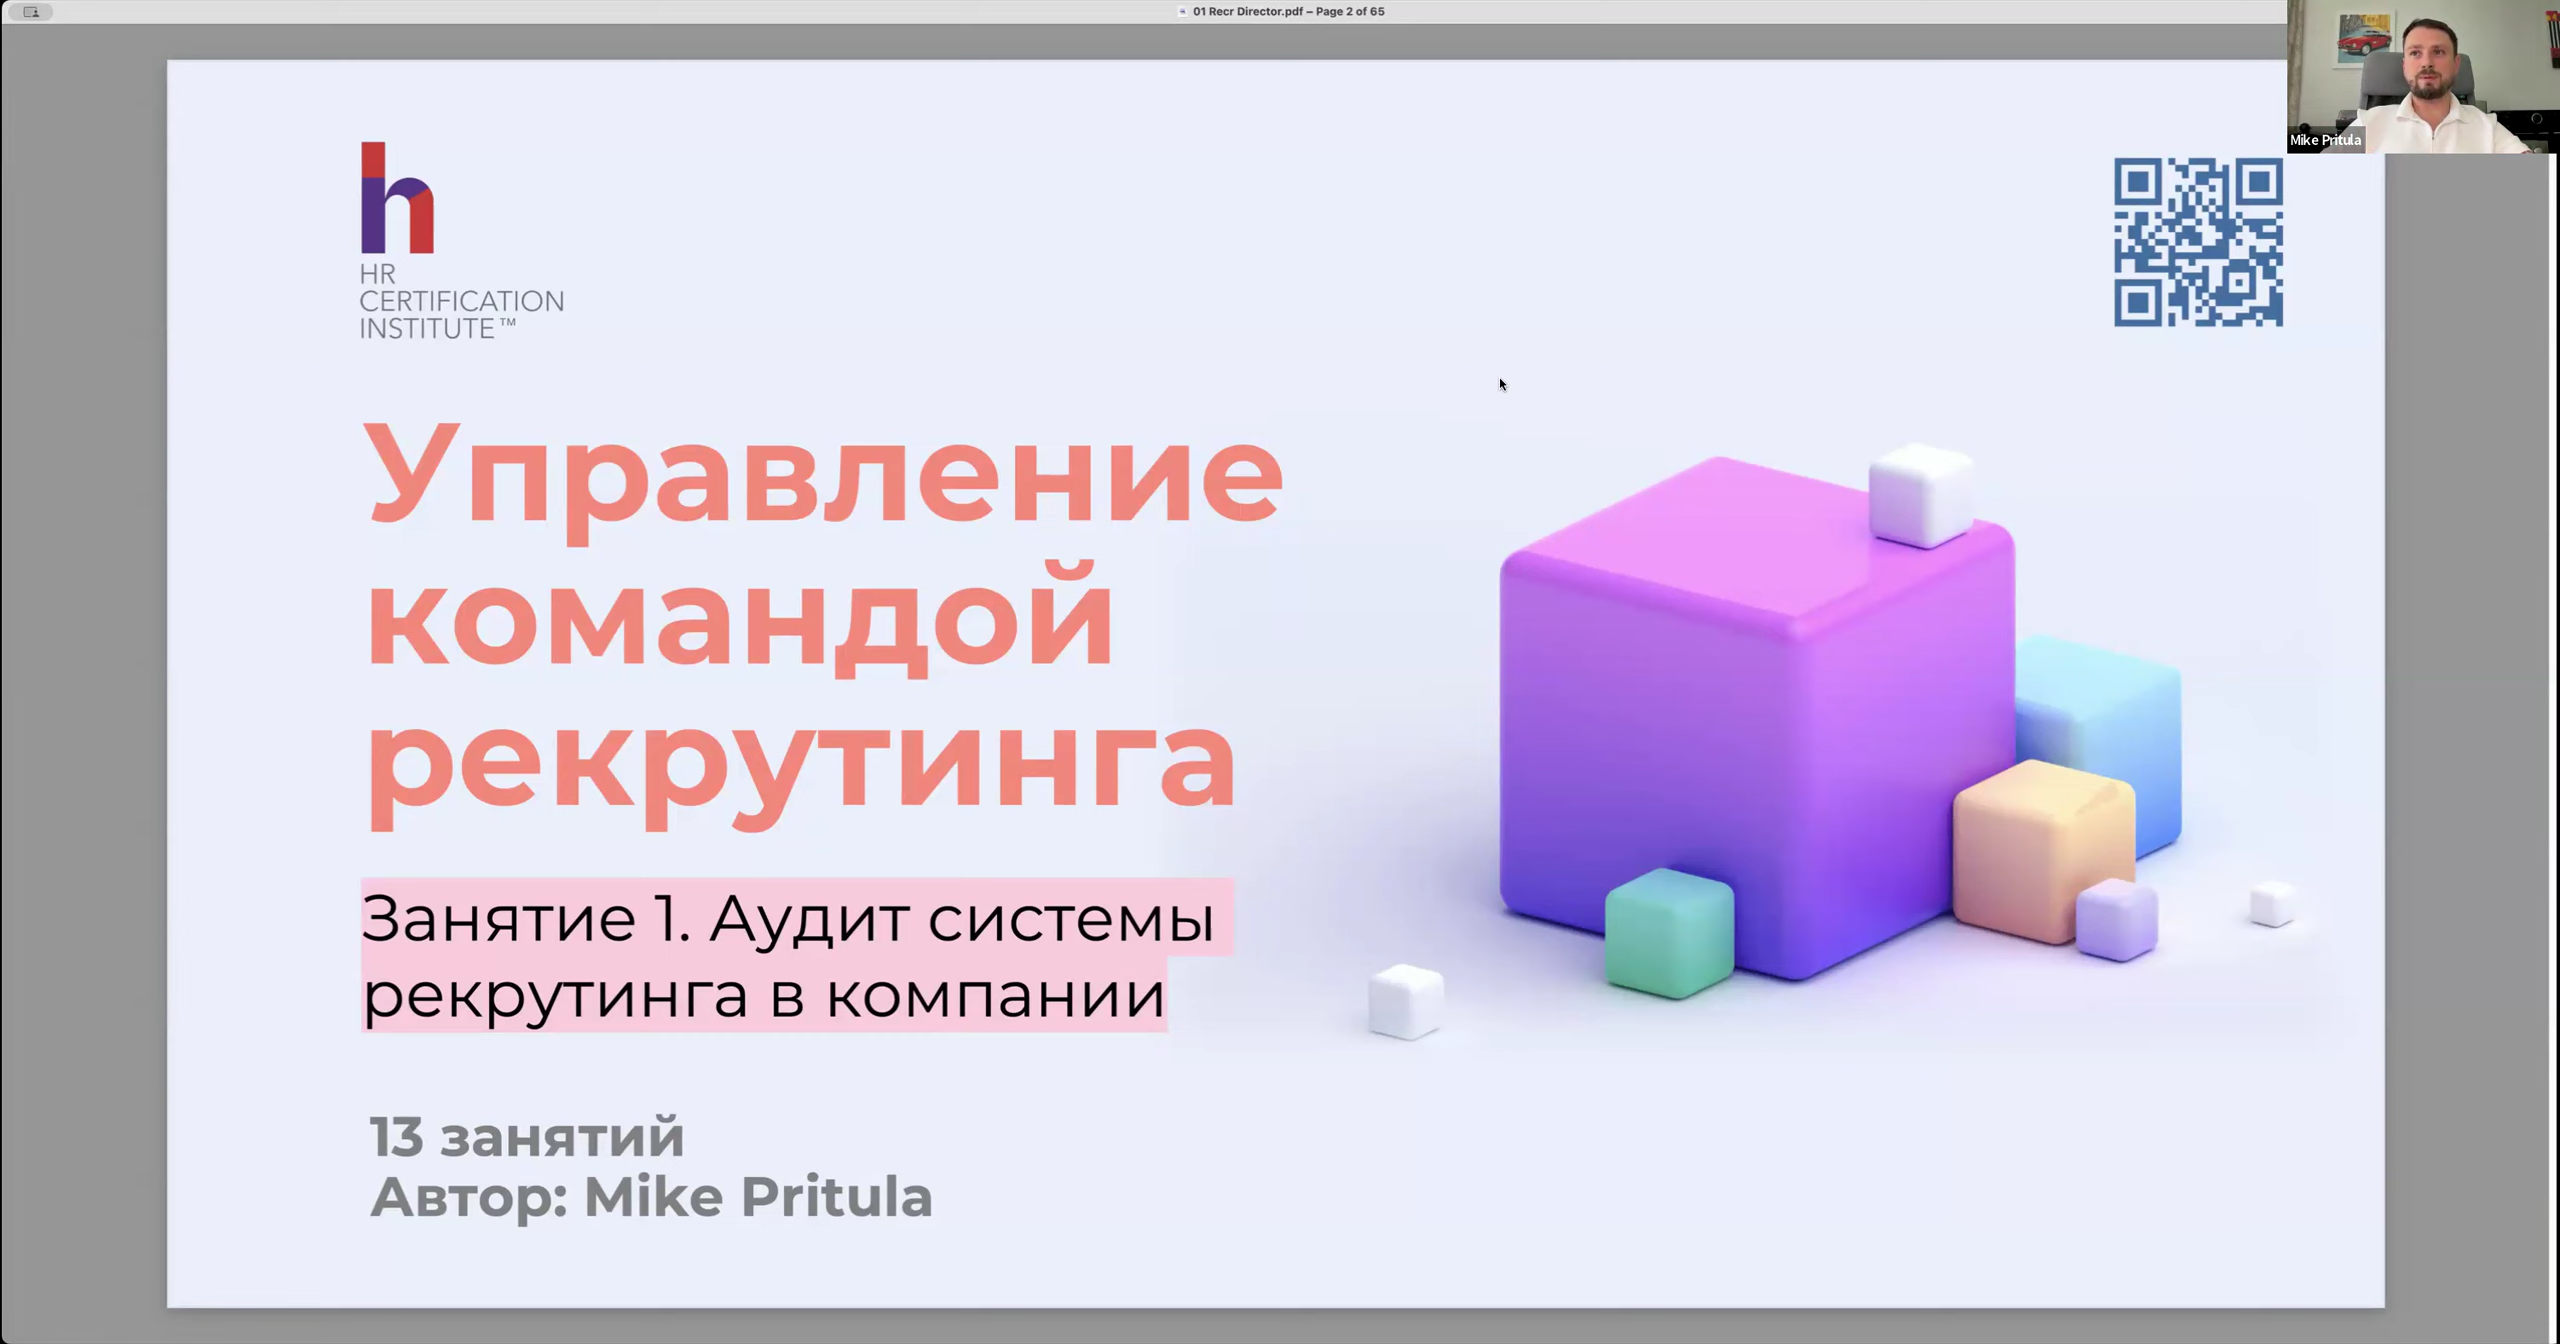 01 Recr Director.pdf – Page 2 of 65
Mike Pritula
HR
CERTIFICATION
INSTITUTE™
Управление
командой
рекрутинга
Занятие 1. Аудит системы
рекрутинга в компании
13 занятий
Автор: Mike Pritula